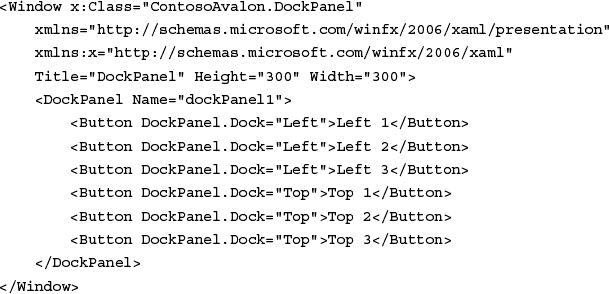 <Window x:Class="ContosoAvalon.DockPanel"
    xmlns="http://schemas.microsoft.com/winfx/2006/xaml/presentation"
    xmlns:x="http://schemas.microsoft.com/winfx/2006/xaml"
    Title="DockPanel" Height="300" Width="300">
    <DockPanel Name="dockPanel1">
        <Button DockPanel.Dock="Left">Left 1</Button>
        <Button DockPanel.Dock="Left">Left 2</Button>
        <Button DockPanel.Dock="Left">Left 3</Button>
        <Button DockPanel.Dock="Top">Top 1</Button>
        <Button DockPanel.Dock="Top">Top 2</Button>
        <Button DockPanel.Dock="Top">Top 3</Button>
    </DockPanel>
</Window>